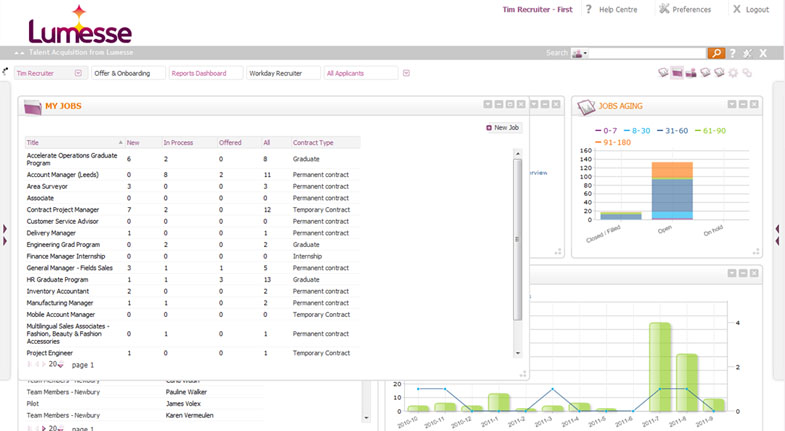 Tim Recruiter - First ? Help Centre Preferences X Logout
Lumesse
Talent Acquisition from Lumesse
Search
Tim Recruiter
Offer & Onboarding
Reports Dashboard
Workday Recruiter
All Applicants
MY JOBS
New Job
Title New In Process Offered All Contract Type
Accelerate Operations Graduate Program 6 2 0 8 Graduate
Account Manager (Leeds) 0 8 2 11 Permanent contract
Area Surveyor 3 0 0 3 Permanent contract
Associate 0 0 0 0 Permanent contract
Contract Project Manager 7 2 0 12 Temporary Contract
Customer Service Advisor 0 0 0 0 Permanent contract
Delivery Manager 1 0 0 1 Permanent contract
Engineering Grad Program 0 2 0 2 Graduate
Finance Manager Internship 0 0 0 0 Internship
General Manager - Fields Sales 3 1 1 5 Permanent contract
HR Graduate Program 1 1 3 13 Graduate
Inventory Accountant 2 0 0 2 Permanent contract
Manufacturing Manager 1 1 0 2 Permanent contract
Mobile Account Manager 0 0 0 0 Temporary Contract
Multilingual Sales Associates - Fashion, Beauty & Fashion Accessories 0 1 0 1 Permanent contract
Project Engineer 1 0 0 1 Temporary Contract
20 page 1
JOBS AGING
0-7 8-30 31-60 61-90
91-180
160
140
120
100
80
60
40
20
0
Closed / Filled Open On hold
Team Members - Newbury
Team Members - Newbury Pauline Walker
Pilot James Volex
Team Members - Newbury Karen Vermeulen
20 page 1
4
2
0
20
10
0
2010-10 2010-11 2010-12 2011-1 2011-2 2011-3 2011-4 2011-5 2011-6 2011-7 2011-8 2011-9